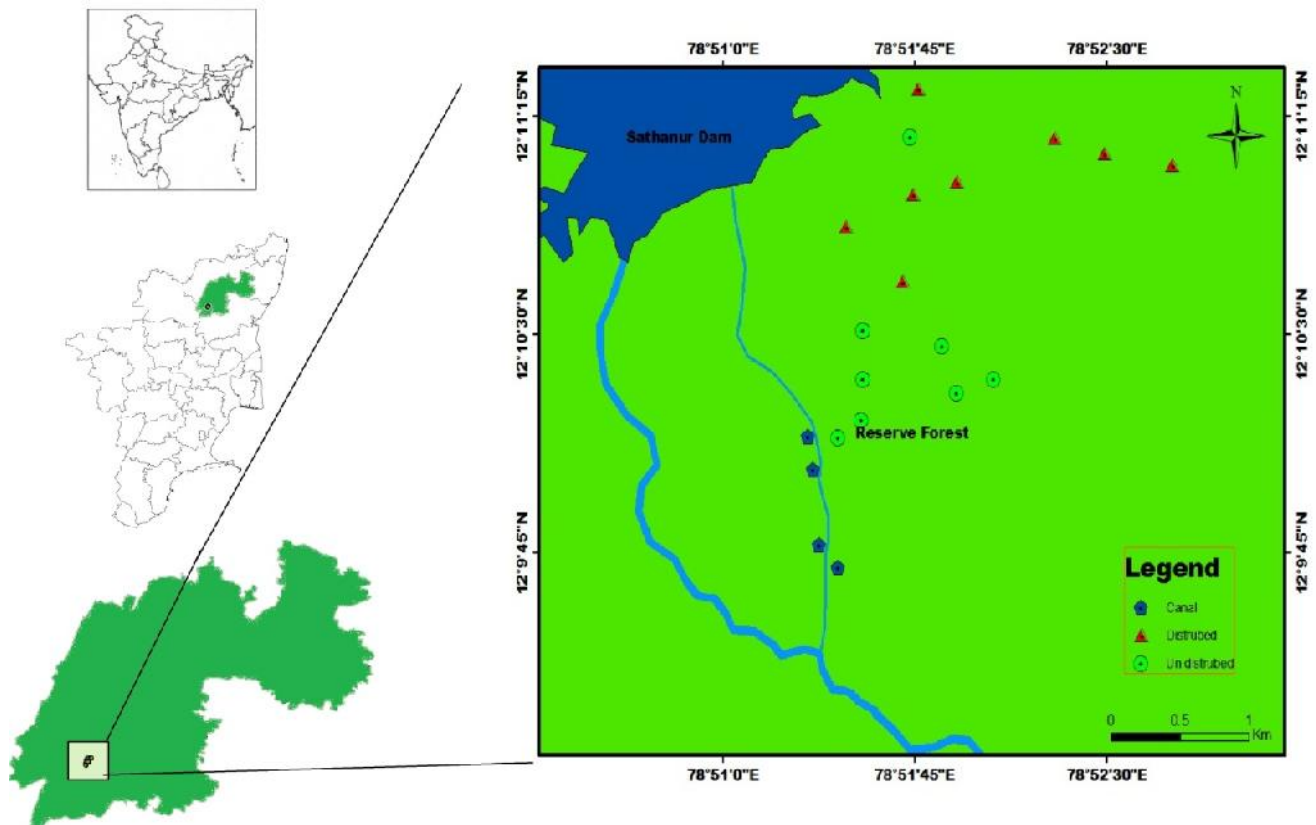 78°51'0"E 78°51'45"E 78°52'30"E
12°11'15"N
12°11'15"N
N
Sathanur Dam
12°10'30"N
12°10'30"N
Reserve Forest
12°9'45"N
12°9'45"N
Legend
Canal
Distrubed
Undistrubed
0 0.5 1
Km
78°51'0"E 78°51'45"E 78°52'30"E